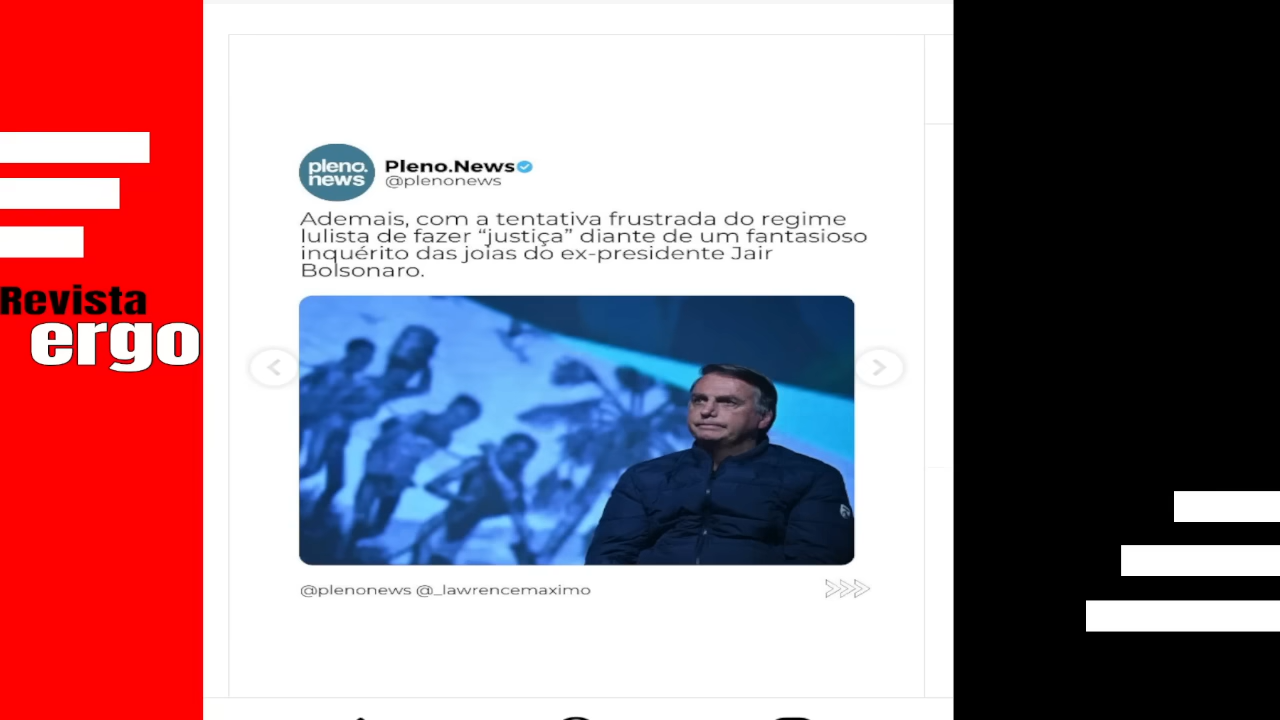 Revista
ergo
pleno.
news
Pleno.News
@plenonews
Ademais, com a tentativa frustrada do regime
lulista de fazer “justiça” diante de um fantasioso
inquérito das joias do ex-presidente Jair
Bolsonaro.
@plenonews @_lawrencemaximo